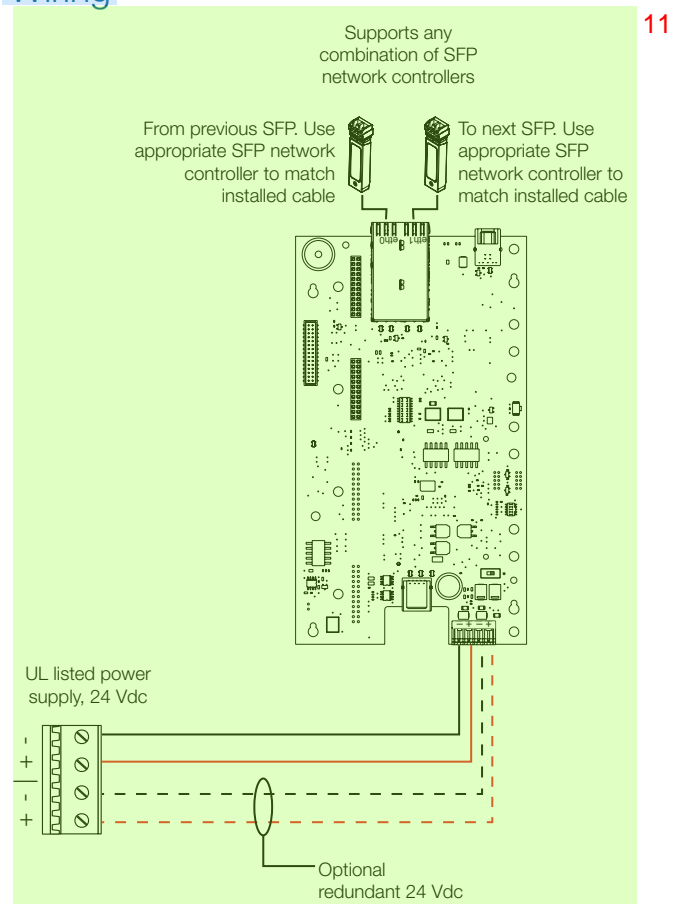 Wiring
11
Supports any
combination of SFP
network controllers
From previous SFP. Use
appropriate SFP network
controller to match
installed cable
To next SFP. Use
appropriate SFP
network controller to
match installed cable
eth0
eth1
- + - +
UL listed power
supply, 24 Vdc
-
+
-
+
Optional
redundant 24 Vdc